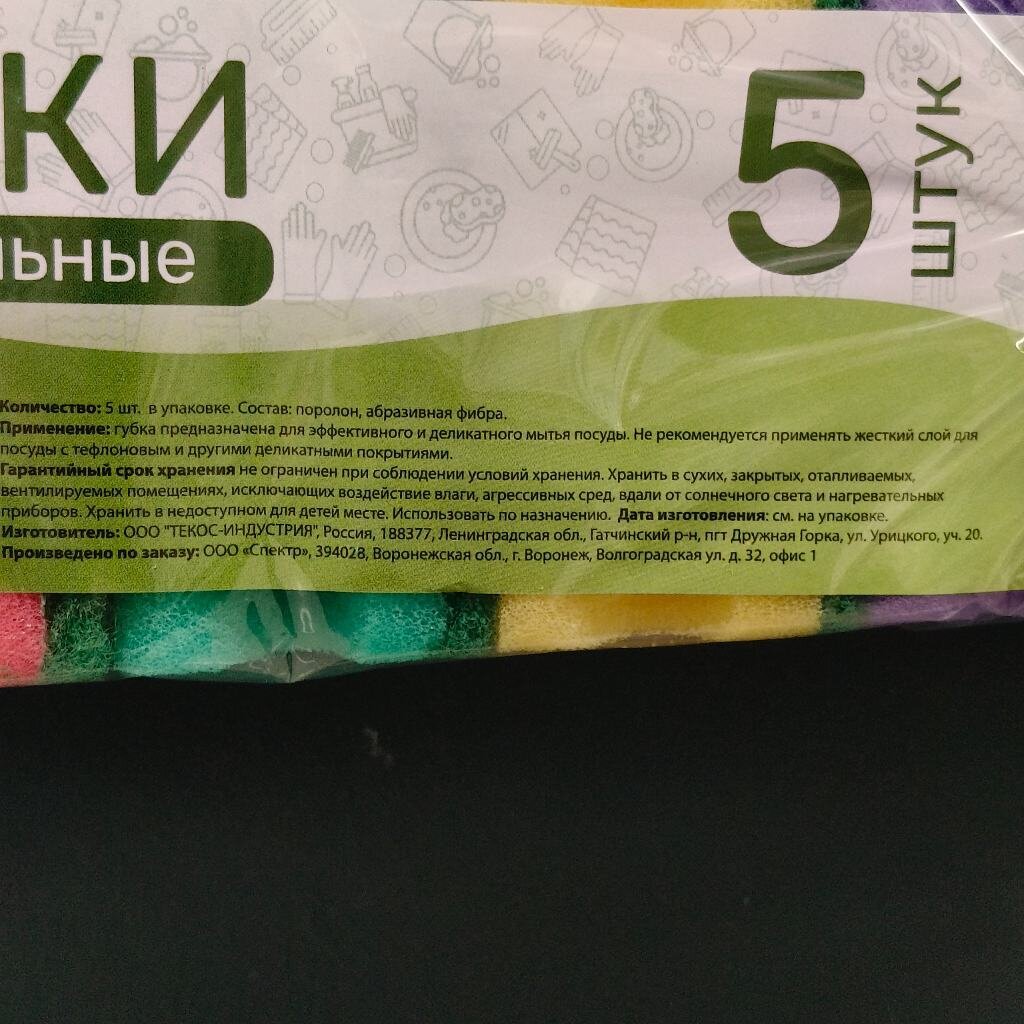 КИ
льные
5
ШТУК
Количество: 5 шт. в упаковке. Состав: поролон, абразивная фибра.
Применение: губка предназначена для эффективного и деликатного мытья посуды. Не рекомендуется применять жесткий слой для
посуды с тефлоновым и другими деликатными покрытиями.
Гарантийный срок хранения не ограничен при соблюдении условий хранения. Хранить в сухих, закрытых, отапливаемых,
вентилируемых помещениях, исключающих воздействие влаги, агрессивных сред, вдали от солнечного света и нагревательных
приборов. Хранить в недоступном для детей месте. Использовать по назначению. Дата изготовления: см. на упаковке.
Изготовитель: ООО "ТЕКОС-ИНДУСТРИЯ", Россия, 188377, Ленинградская обл., Гатчинский р-н, пгт Дружная Горка, ул. Урицкого, уч. 20.
Произведено по заказу: ООО «Спектр», 394028, Воронежская обл., г. Воронеж, Волгоградская ул. д. 32, офис 1